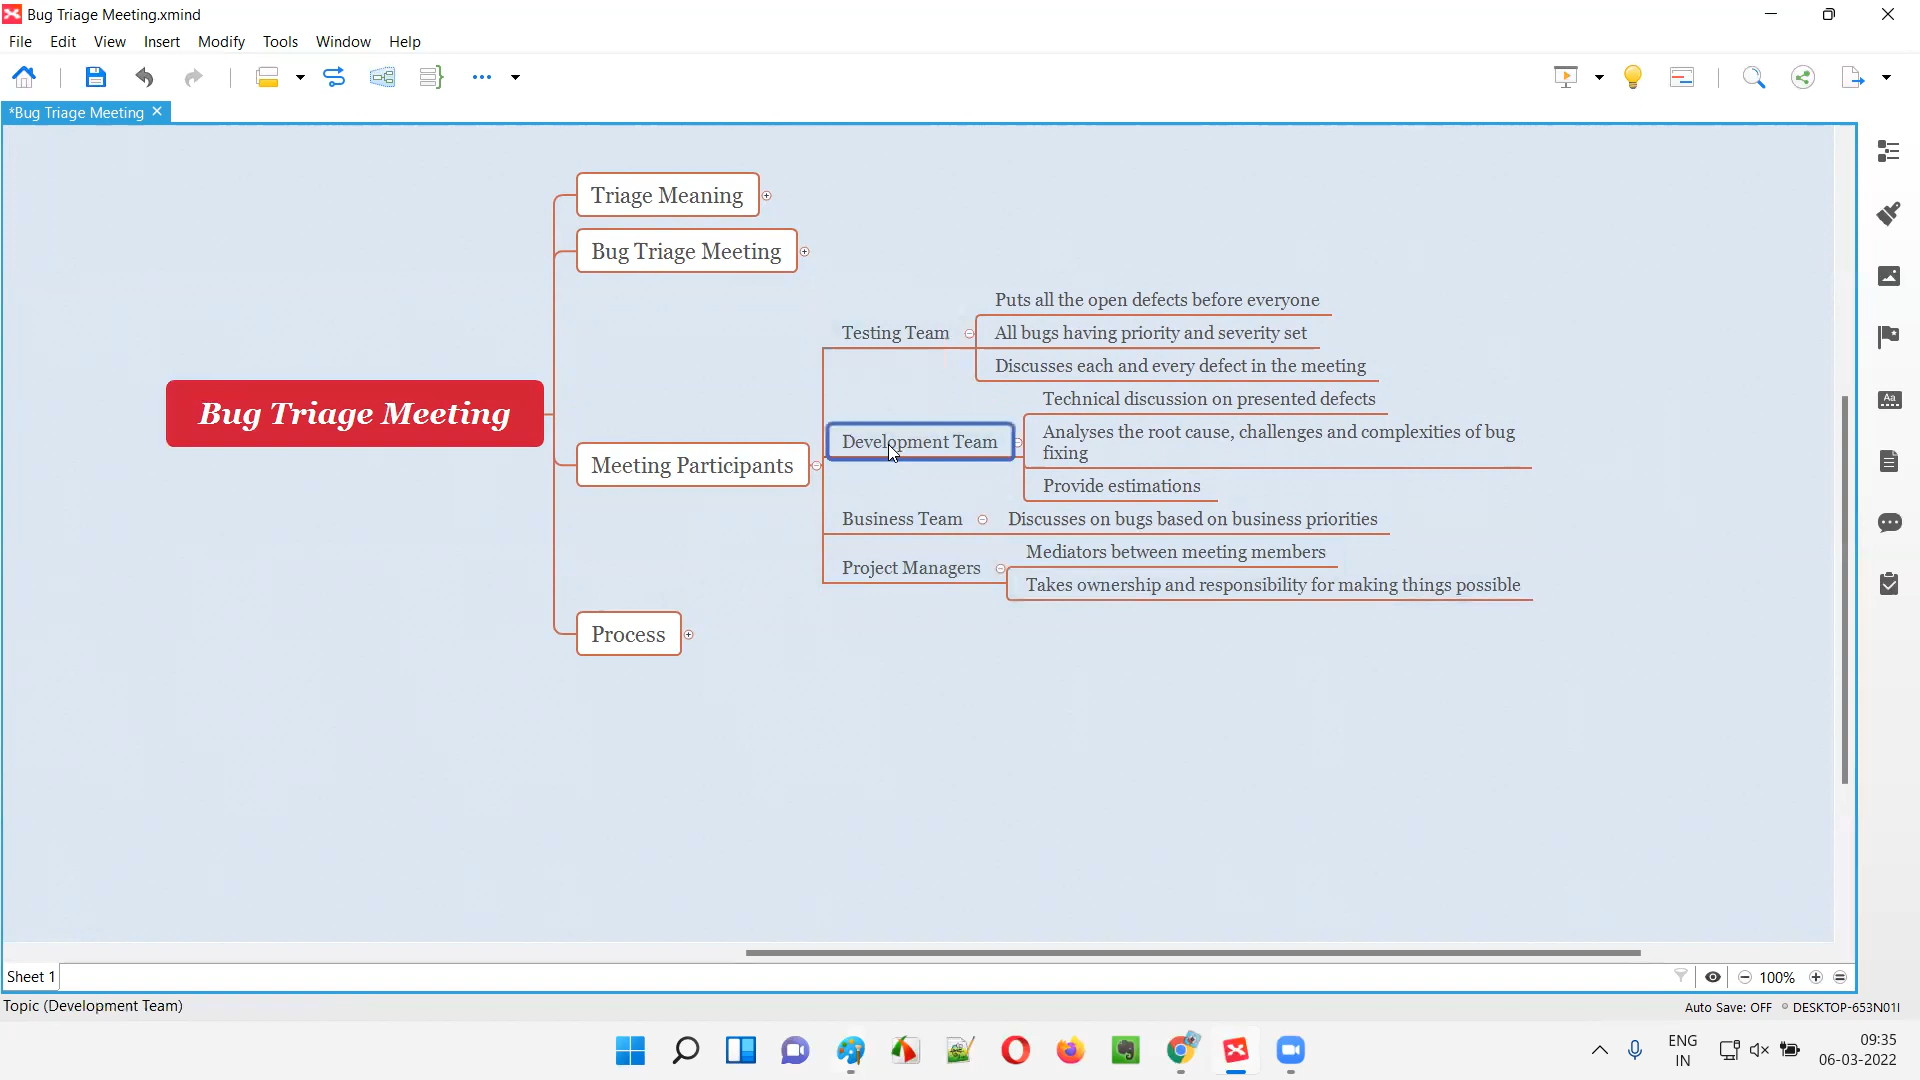 Bug Triage Meeting.xmind
File Edit View Insert Modify Tools Window Help
*Bug Triage Meeting
Triage Meaning
Bug Triage Meeting
Puts all the open defects before everyone
Testing Team
All bugs having priority and severity set
Discusses each and every defect in the meeting
Technical discussion on presented defects
Bug Triage Meeting
Development Team
Analyses the root cause, challenges and complexities of bug
fixing
Meeting Participants
Provide estimations
Business Team
Discusses on bugs based on business priorities
Mediators between meeting members
Project Managers
Takes ownership and responsibility for making things possible
Process
Aa
Sheet 1
100%
Topic (Development Team)
Auto Save: OFF
DESKTOP-653N01I
ENG
IN
09:35
06-03-2022